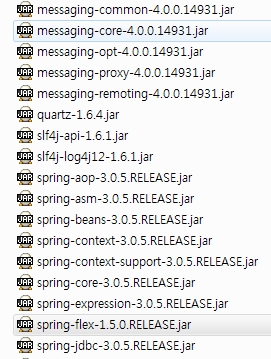 messaging-common-4.0.0.14931.jar
messaging-core-4.0.0.14931.jar
messaging-opt-4.0.0.14931.jar
messaging-proxy-4.0.0.14931.jar
messaging-remoting-4.0.0.14931.jar
quartz-1.6.4.jar
slf4j-api-1.6.1.jar
slf4j-log4j12-1.6.1.jar
spring-aop-3.0.5.RELEASE.jar
spring-asm-3.0.5.RELEASE.jar
spring-beans-3.0.5.RELEASE.jar
spring-context-3.0.5.RELEASE.jar
spring-context-support-3.0.5.RELEASE.jar
spring-core-3.0.5.RELEASE.jar
spring-expression-3.0.5.RELEASE.jar
spring-flex-1.5.0.RELEASE.jar
spring-jdbc-3.0.5.RELEASE.jar